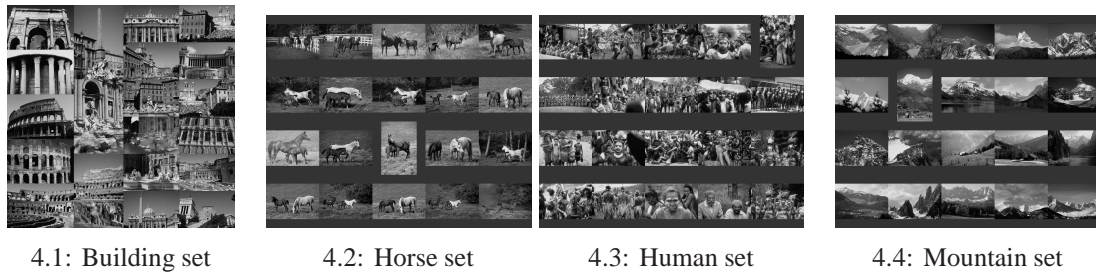 4.1: Building set
4.2: Horse set
4.3: Human set
4.4: Mountain set